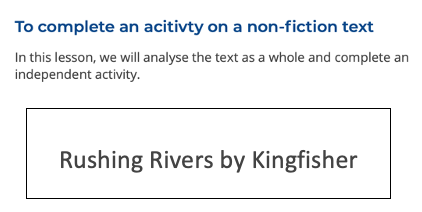 To complete an acitivty on a non-fiction text
In this lesson, we will analyse the text as a whole and complete an
independent activity.
Rushing Rivers by Kingfisher